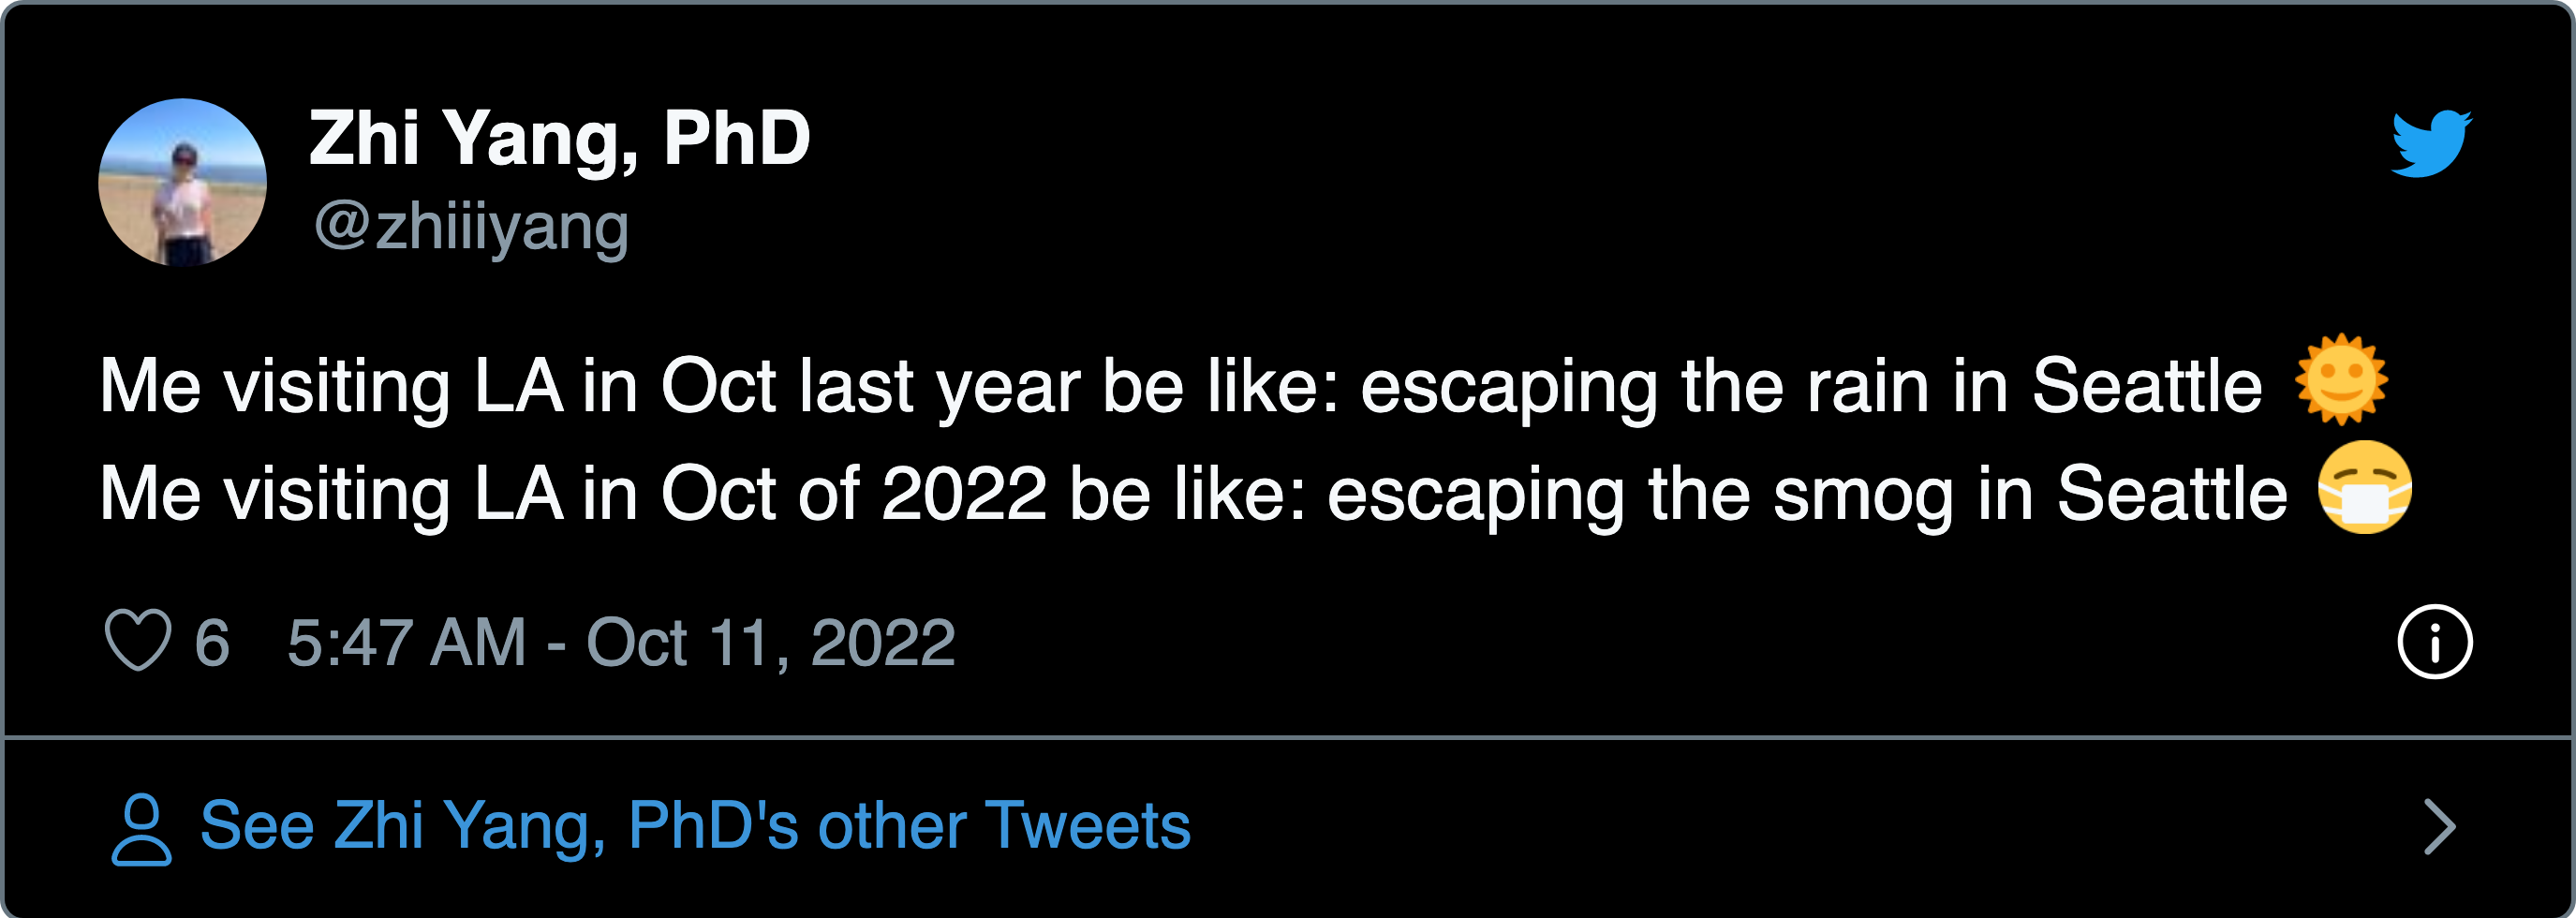 Zhi Yang, PhD
@zhiiiyang
Me visiting LA in Oct last year be like: escaping the rain in Seattle 🌞
Me visiting LA in Oct of 2022 be like: escaping the smog in Seattle 😷
6 5:47 AM - Oct 11, 2022
See Zhi Yang, PhD's other Tweets